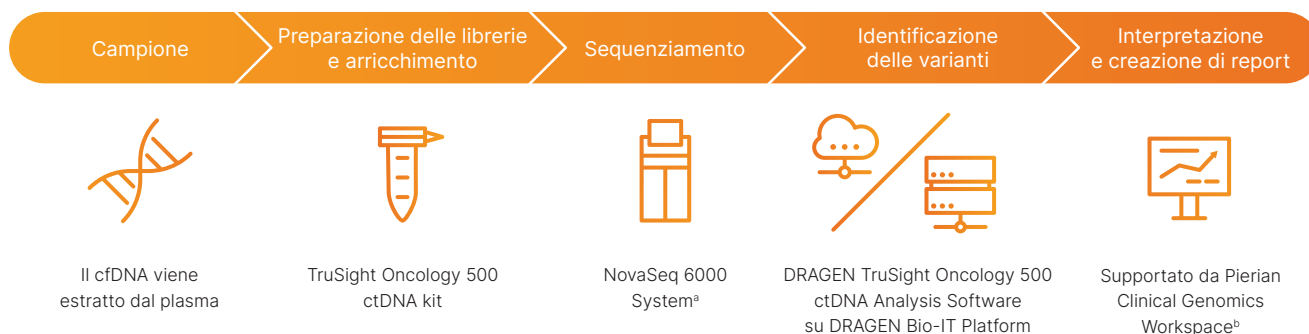 Campione
Preparazione delle librerie
e arricchimento
Sequenziamento
Identificazione
delle varianti
Interpretazione
e creazione di report
Il cfDNA viene
estratto dal plasma
TruSight Oncology 500
ctDNA kit
NovaSeq 6000
Systemᵃ
DRAGEN TruSight Oncology 500
ctDNA Analysis Software
su DRAGEN Bio-IT Platform
Supportato da Pierian
Clinical Genomics
Workspaceᵇ